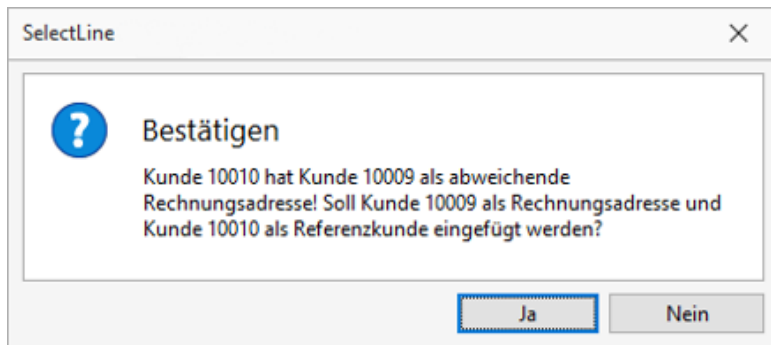 SelectLine
Bestätigen
Kunde 10010 hat Kunde 10009 als abweichende
Rechnungsadresse! Soll Kunde 10009 als Rechnungsadresse und
Kunde 10010 als Referenzkunde eingefügt werden?
Ja
Nein